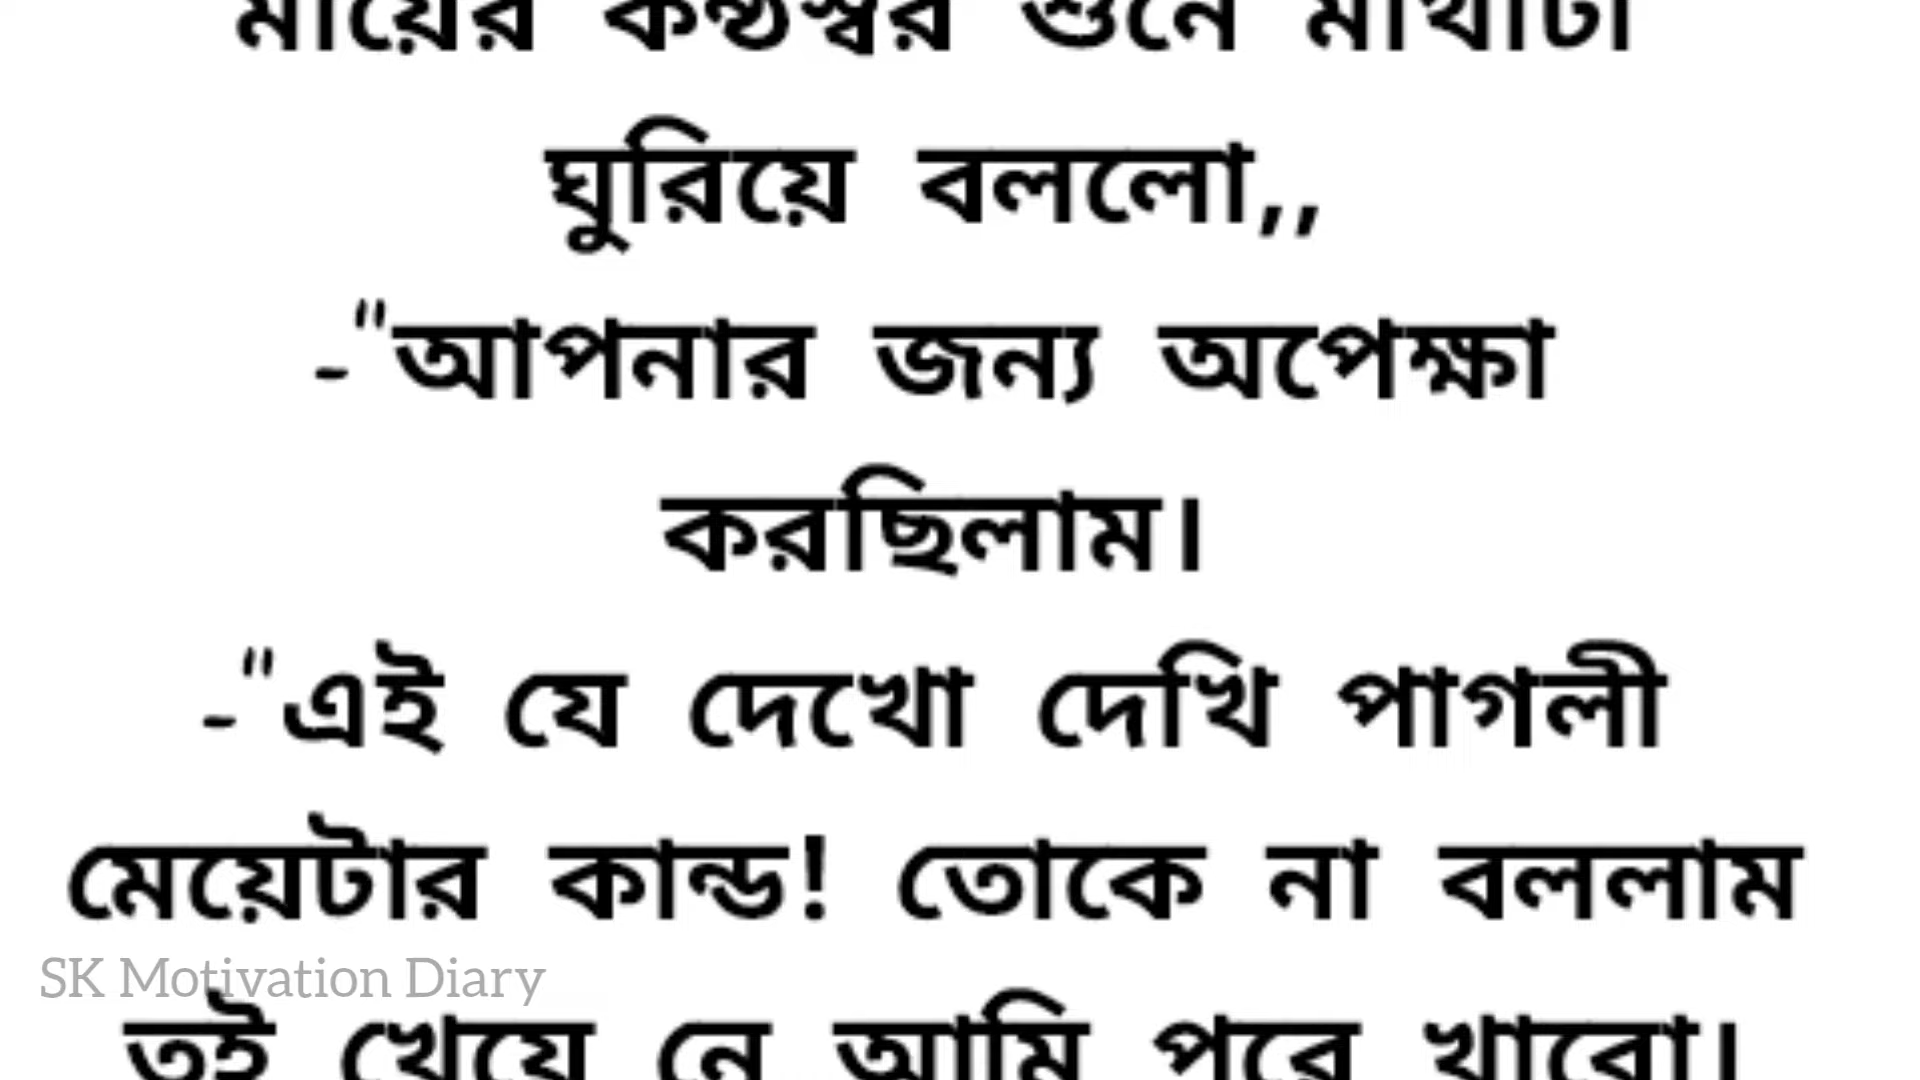 মায়ের কন্ঠস্বর শুনে মাথাটা
ঘুরিয়ে বললো,,
-"আপনার জন্য অপেক্ষা
করছিলাম।
-"এই যে দেখো দেখি পাগলী
মেয়েটার কান্ড! তোকে না বললাম
SK Motivation Diary
তুই খেয়ে নে আমি পরে খাবো।